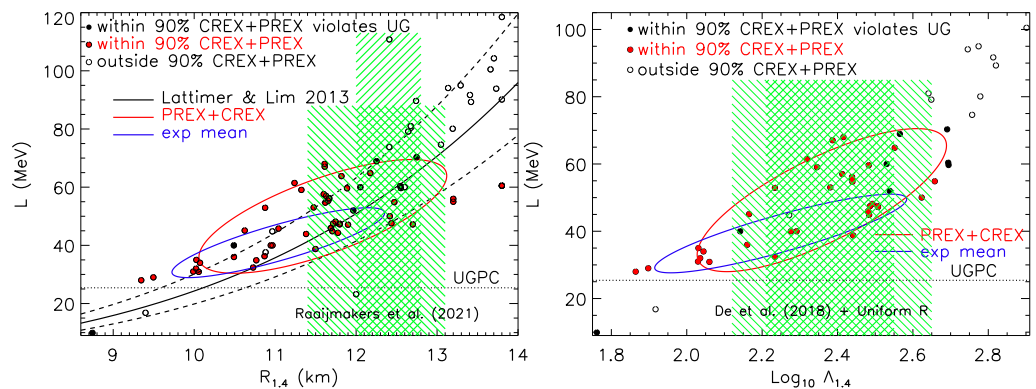 120
100
80
60
40
20
L (MeV)
within 90% CREX+PREX violates UG
within 90% CREX+PREX
outside 90% CREX+PREX
Lattimer & Lim 2013
PREX+CREX
exp mean
UGPC
Raaijmakers et al. (2021)
9 10 11 12 13 14
R1.4 (km)
100
80
60
40
20
L (MeV)
within 90% CREX+PREX violates UG
within 90% CREX+PREX
outside 90% CREX+PREX
PREX+CREX
exp mean
UGPC
De et al. (2018) + Uniform R
1.8 2.0 2.2 2.4 2.6 2.8
Log10 Λ1.4